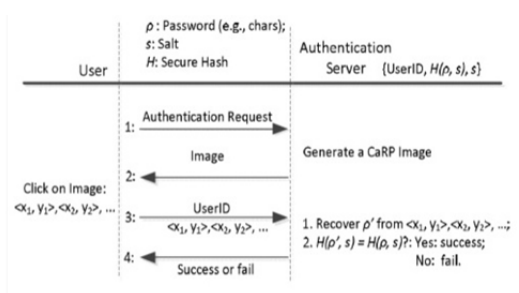 ρ: Password (e.g., chars);
s: Salt
H: Secure Hash
User
Authentication
Server {UserID, H(ρ, s), s}
1: Authentication Request
Image
Generate a CaRP Image
2:
Click on Image:
<x₁, y₁>,<x₂, y₂>, ...
3: UserID
<x₁, y₁>,<x₂, y₂>, ...
1. Recover ρ' from <x₁, y₁>,<x₂, y₂>, ...;
2. H(ρ', s) = H(ρ, s)?: Yes: success;
No: fail.
4:
Success or fail